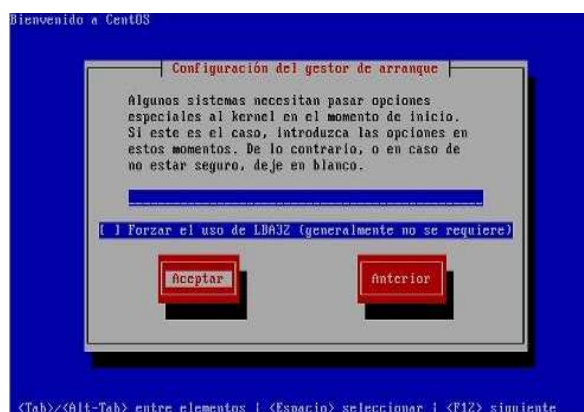 Bienvenido a CentOS
Configuración del gestor de arranque
Algunos sistemas necesitan pasar opciones
especiales al kernel en el momento de inicio.
Si este es el caso, introduzca las opciones en
estos momentos. De lo contrario, o en caso de
no estar seguro, deje en blanco.
[ ] Forzar el uso de LBA32 (generalmente no se requiere)
Aceptar Anterior
<Tab>/<Alt-Tab> entre elementos | <Espacio> seleccionar | <F12> siguiente